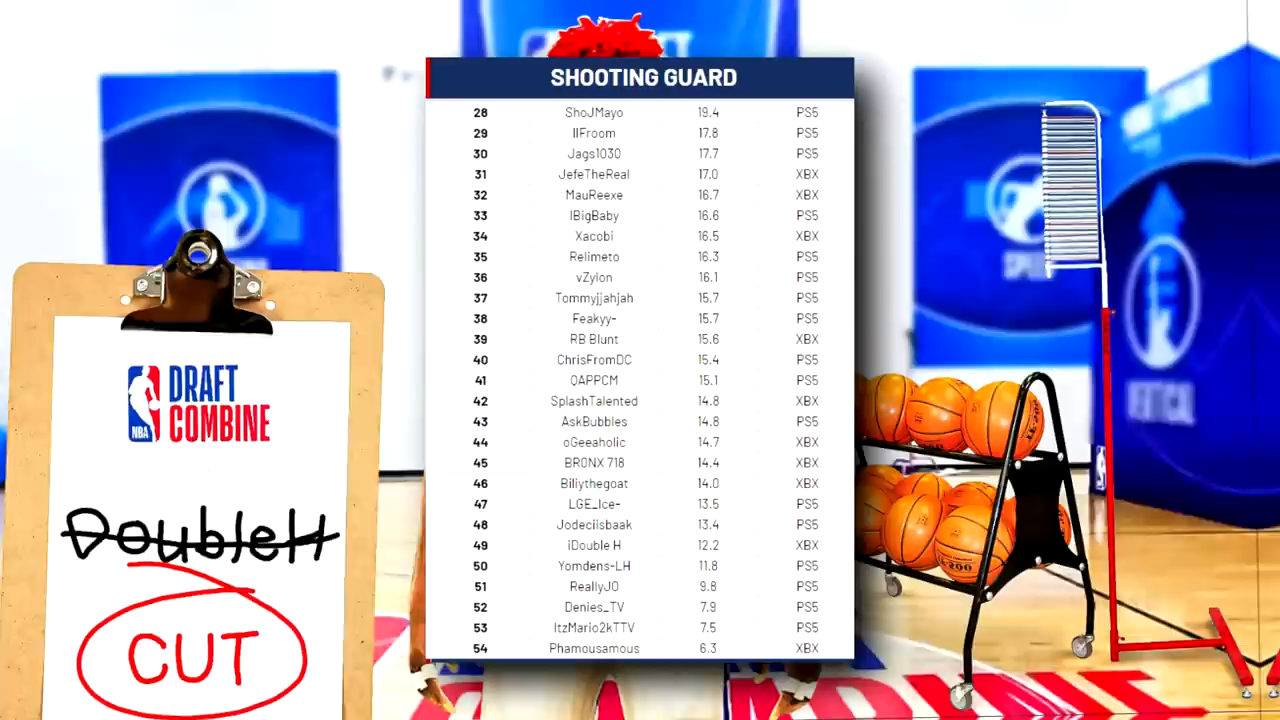 SHOOTING GUARD
28 ShoJMayo 19.4 PS5
29 IIFroom 17.8 PS5
30 Jags1030 17.7 PS5
31 JefeTheReal 17.0 XBX
32 MauReexe 16.7 XBX
33 IBigBaby 16.6 PS5
34 Xacobi 16.5 XBX
35 Relimeto 16.3 PS5
36 vZylon 16.1 PS5
37 Tommyjjahjah 15.7 PS5
38 Feakyy- 15.7 PS5
39 RB Blunt 15.6 XBX
40 ChrisFromDC 15.4 PS5
41 QAPPCM 15.1 PS5
42 SplashTalented 14.8 XBX
43 AskBubbles 14.8 PS5
44 oGeeaholic 14.7 XBX
45 BRONX 718 14.4 XBX
46 Biliythegoat 14.0 XBX
47 LGE_Ice- 13.5 PS5
48 Jodeciisbaak 13.4 PS5
49 iDouble H 12.2 XBX
50 Yomdens-LH 11.8 PS5
51 ReallyJO 9.8 PS5
52 Denies_TV 7.9 PS5
53 ItzMario2kTTV 7.5 PS5
54 Phamousamous 6.3 XBX
NBA
DRAFT
COMBINE
DoubleH
CUT